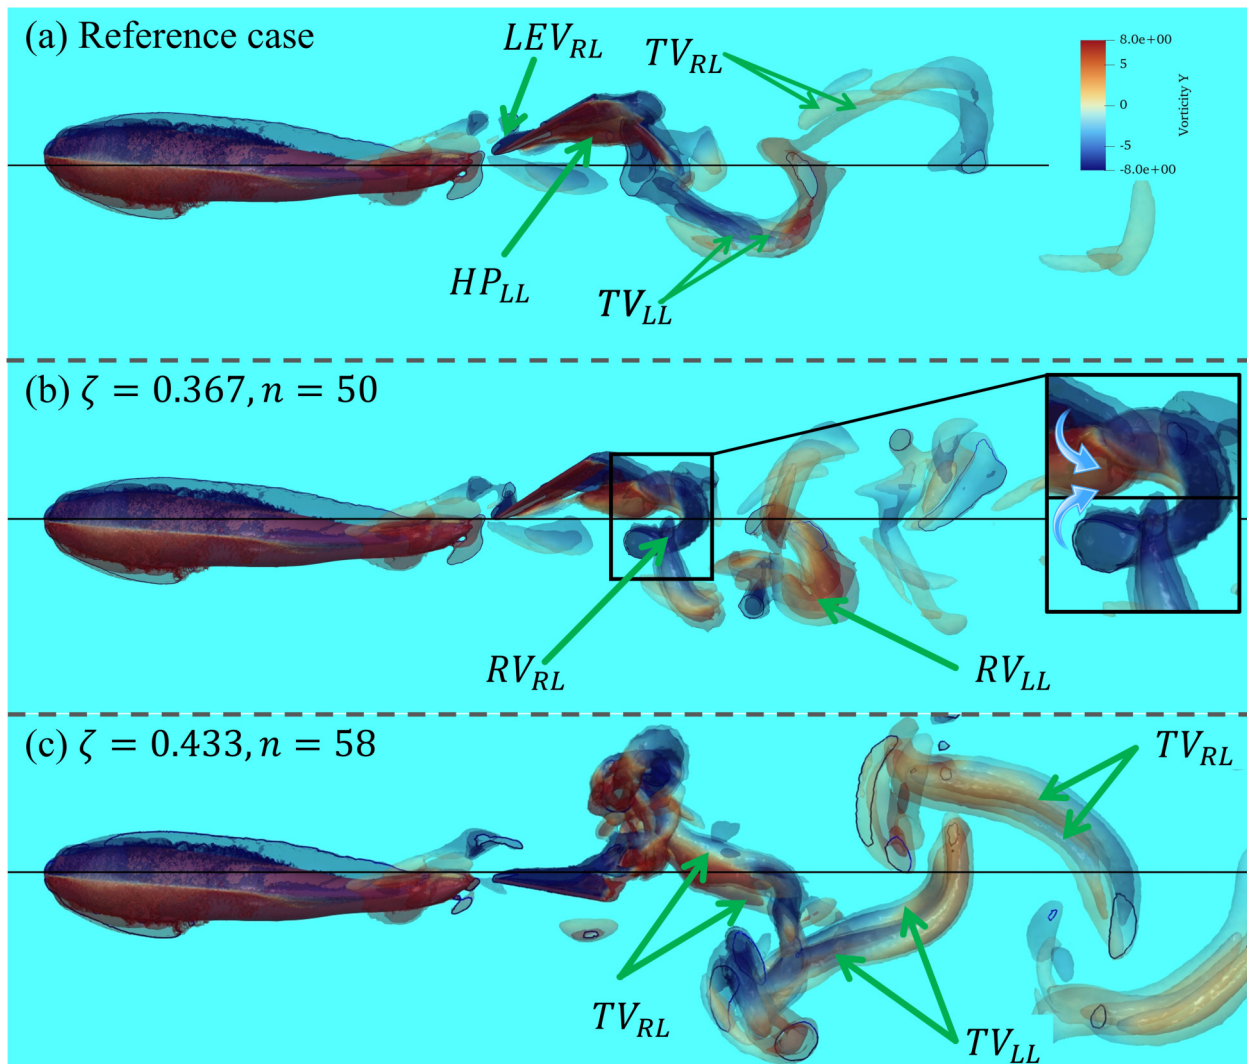 (a) Reference case
LEV_RL
TV_RL
8.0e+00
5
0
-5
-8.0e+00
Vorticity Y
HP_LL
TV_LL
(b) ζ = 0.367, n = 50
RV_RL
RV_LL
(c) ζ = 0.433, n = 58
TV_RL
TV_RL
TV_LL